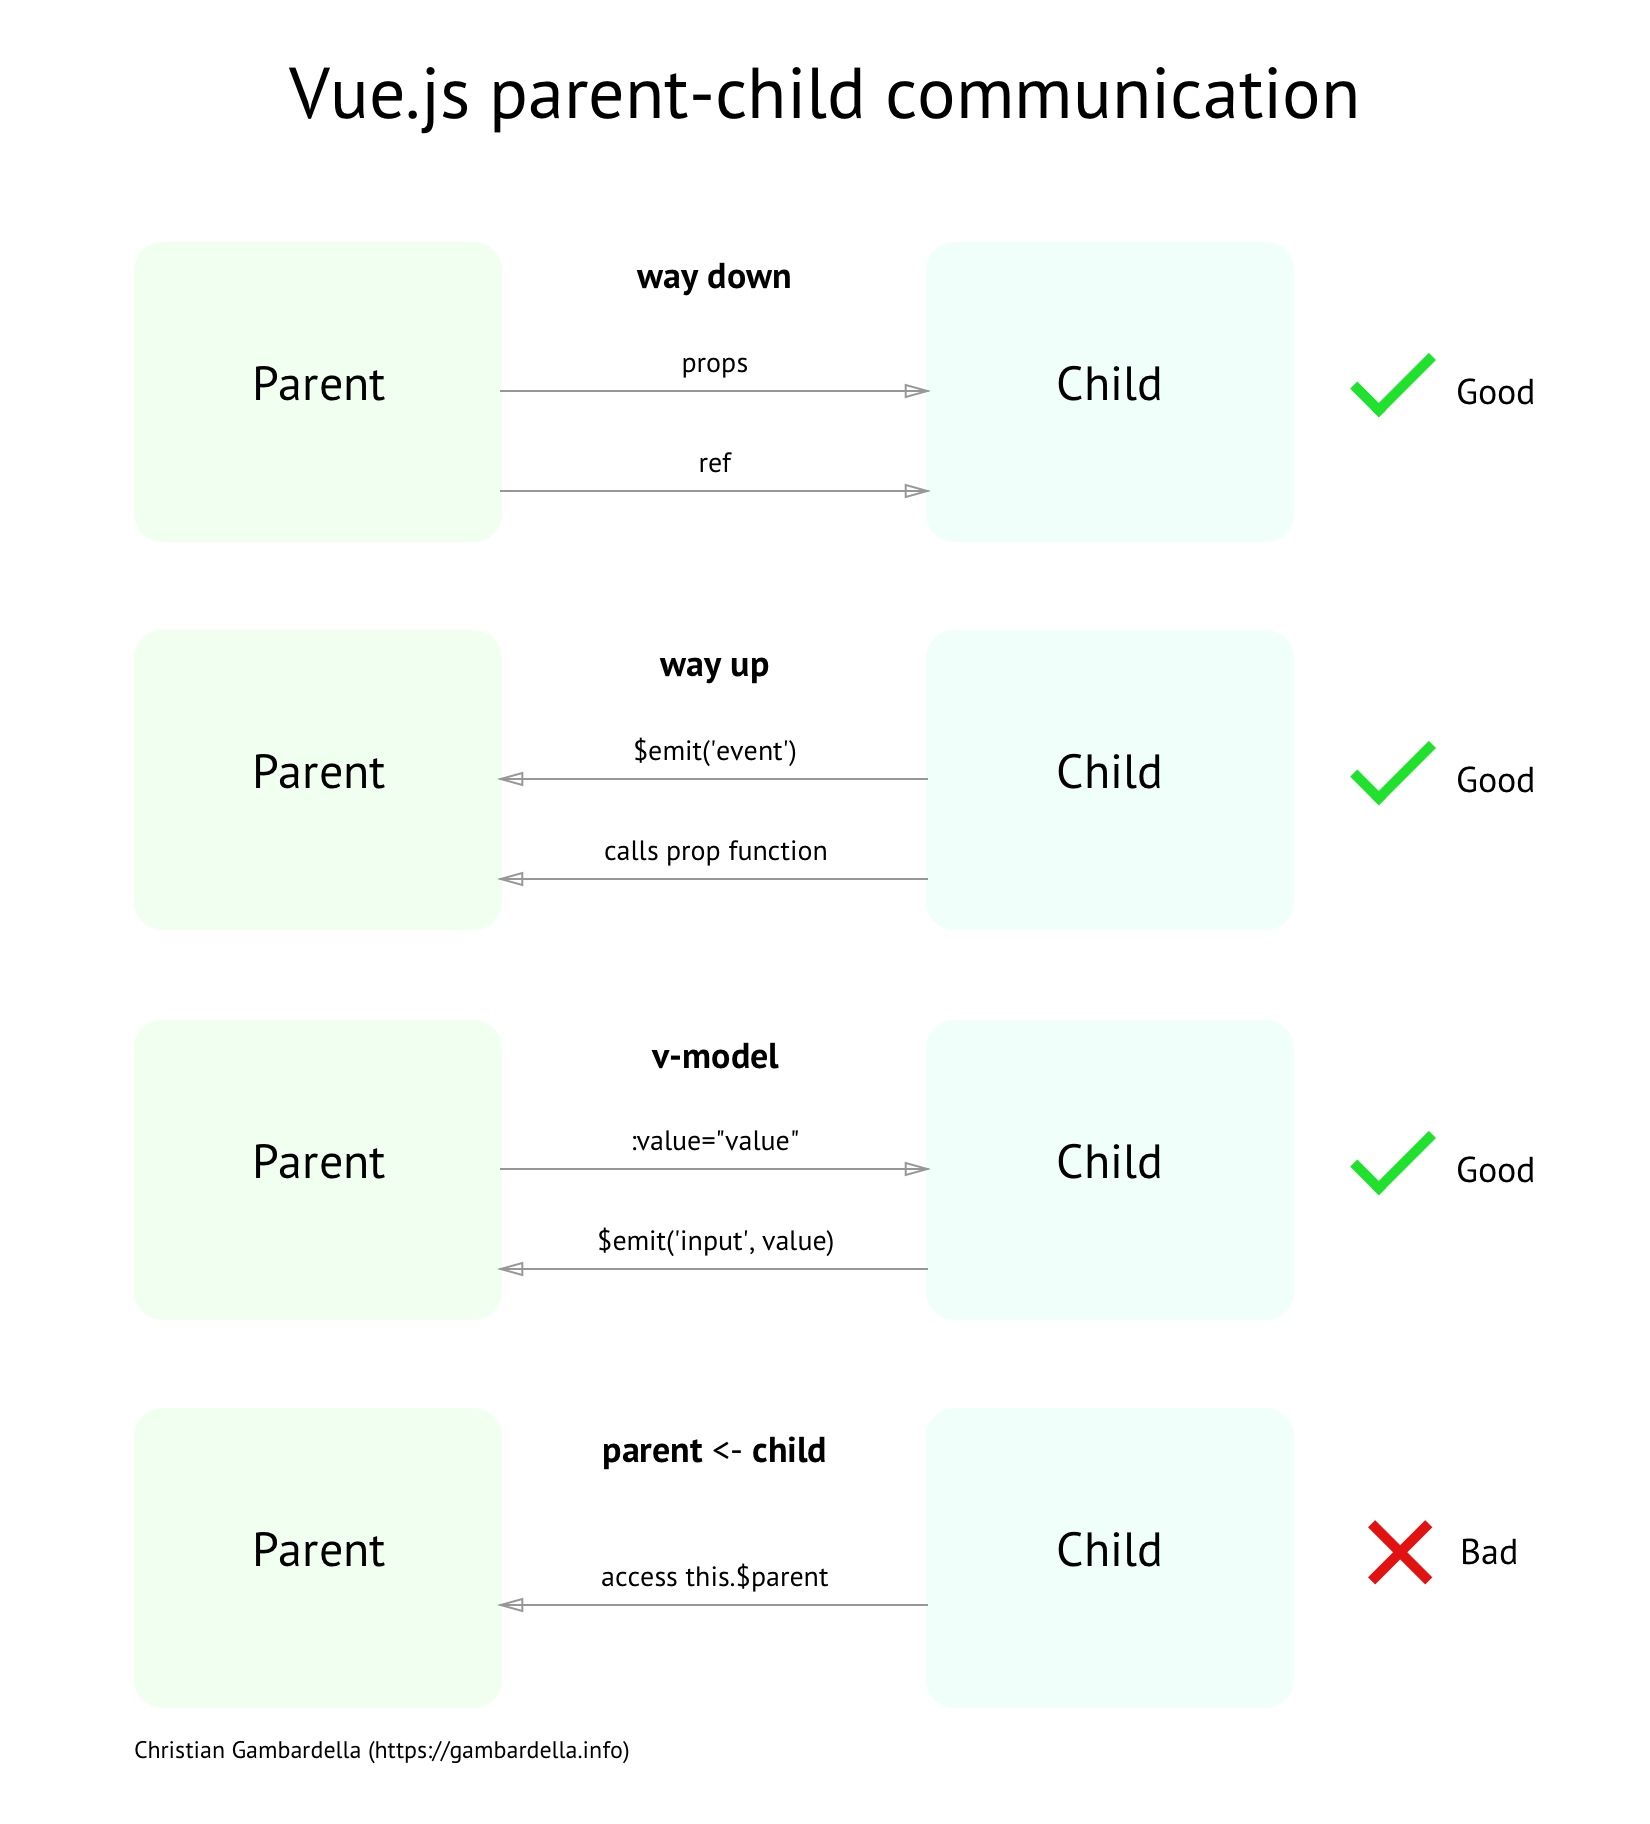 Vue.js parent-child communication
way down
Parent
props
ref
Child
Good
way up
Parent
$emit('event')
calls prop function
Child
Good
v-model
Parent
:value="value"
$emit('input', value)
Child
Good
parent <- child
Parent
access this.$parent
Child
Bad
Christian Gambardella (https://gambardella.info)